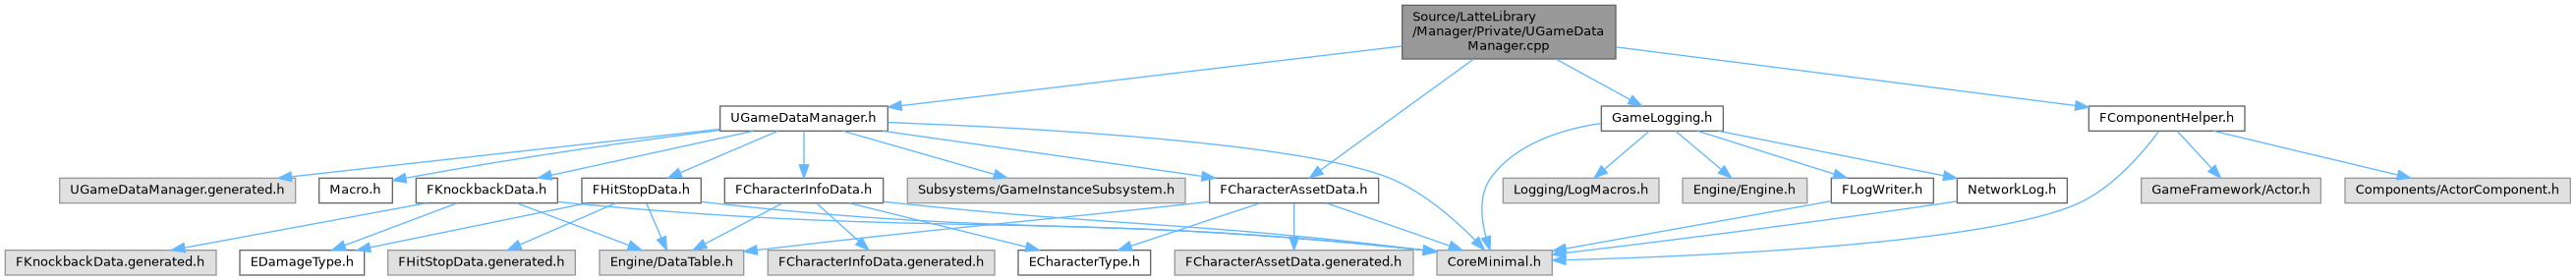 Source/LatteLibrary
/Manager/Private/UGameData
Manager.cpp
UGameDataManager.h
GameLogging.h
FComponentHelper.h
UGameDataManager.generated.h
Macro.h
FKnockbackData.h
FHitStopData.h
FCharacterInfoData.h
Subsystems/GameInstanceSubsystem.h
FCharacterAssetData.h
Logging/LogMacros.h
Engine/Engine.h
FLogWriter.h
NetworkLog.h
GameFramework/Actor.h
Components/ActorComponent.h
FKnockbackData.generated.h
EDamageType.h
FHitStopData.generated.h
Engine/DataTable.h
FCharacterInfoData.generated.h
ECharacterType.h
FCharacterAssetData.generated.h
CoreMinimal.h